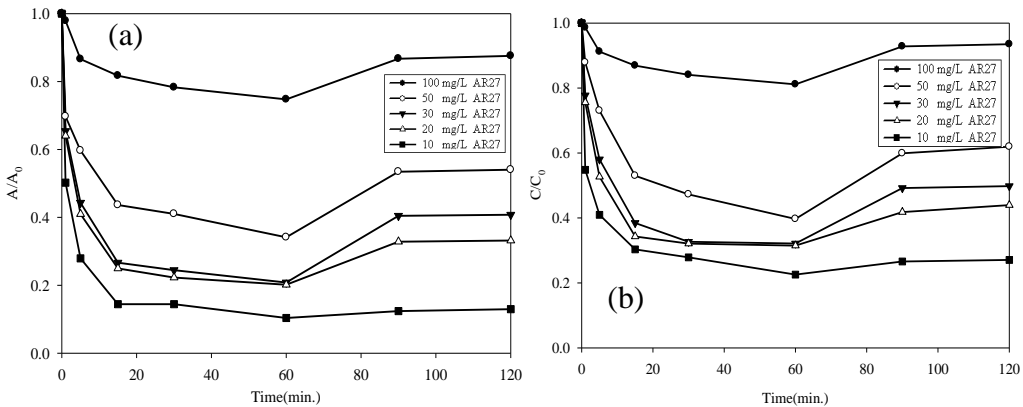 (a)
1.0
0.8
0.6
0.4
0.2
0.0
A/A0
100 mg/L AR27
50 mg/L AR27
30 mg/L AR27
20 mg/L AR27
10 mg/L AR27
0 20 40 60 80 100 120
Time(min.)
(b)
1.0
0.8
0.6
0.4
0.2
0.0
C/C0
100 mg/L AR27
50 mg/L AR27
30 mg/L AR27
20 mg/L AR27
10 mg/L AR27
0 20 40 60 80 100 120
Time(min.)